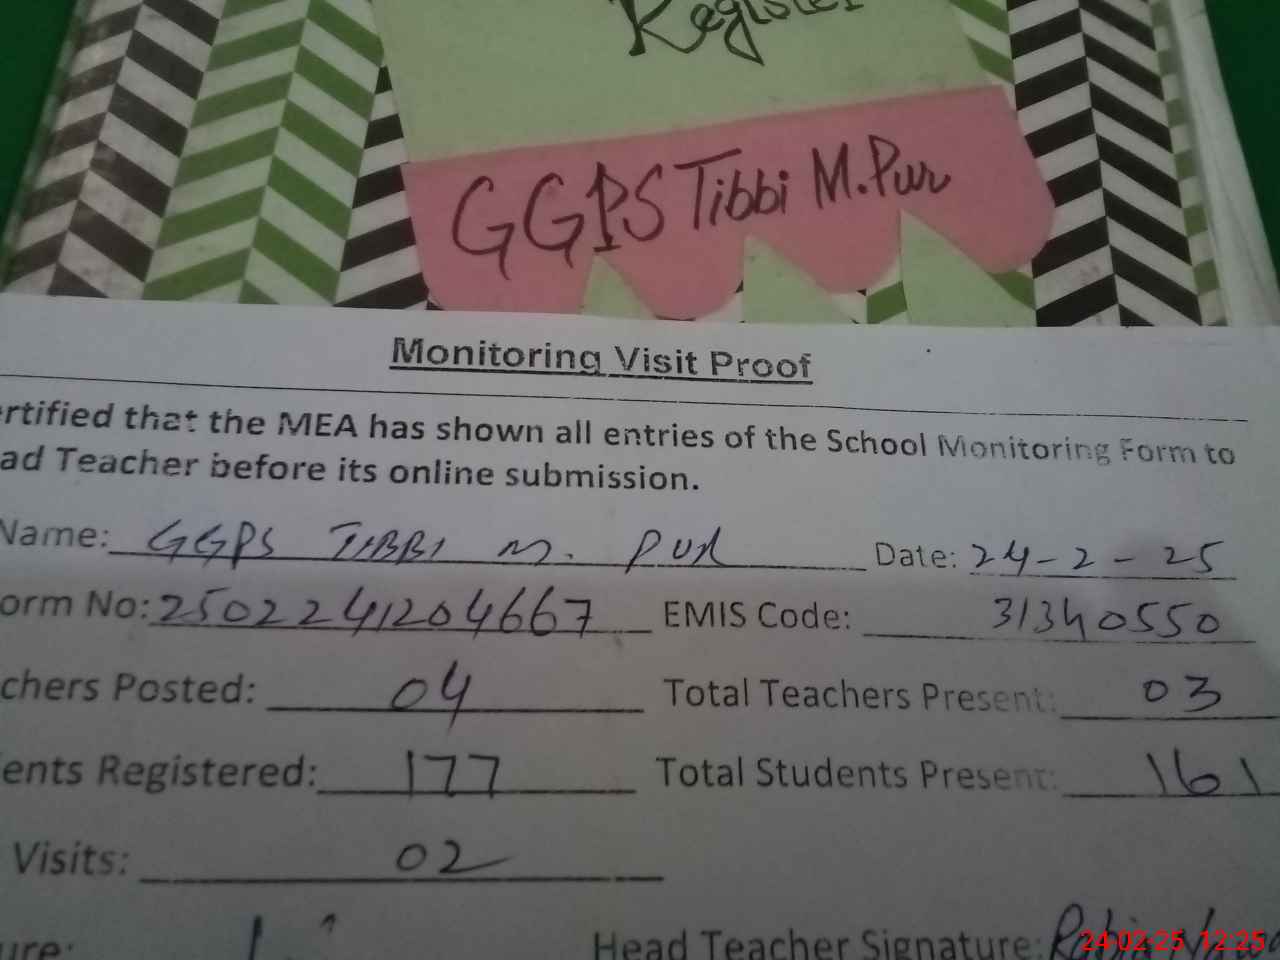 Register
GGPS Tibbi M.Pur
Monitoring Visit Proof
ertified that the MEA has shown all entries of the School Monitoring Form to
ad Teacher before its online submission.
Name: GGPS TIBBI M. PUR Date: 24-2-25
orm No: 25022241204667 EMIS Code: 31340550
chers Posted: 04 Total Teachers Present: 03
ents Registered: 177 Total Students Present: 161
Visits: 02
ure: Head Teacher Signature:
24-02-25 12:25